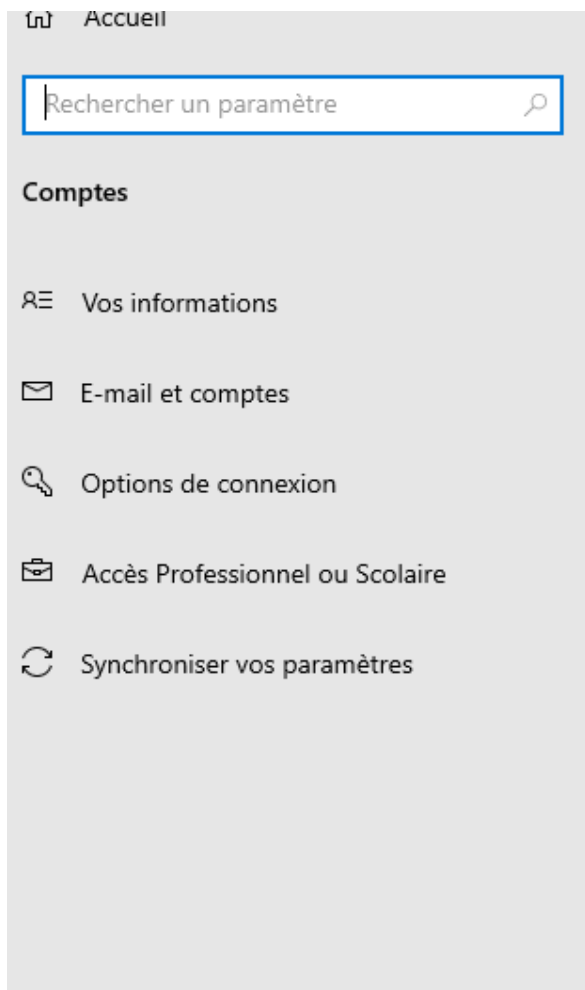 Accueil
Rechercher un paramètre
Comptes
Vos informations
E-mail et comptes
Options de connexion
Accès Professionnel ou Scolaire
Synchroniser vos paramètres